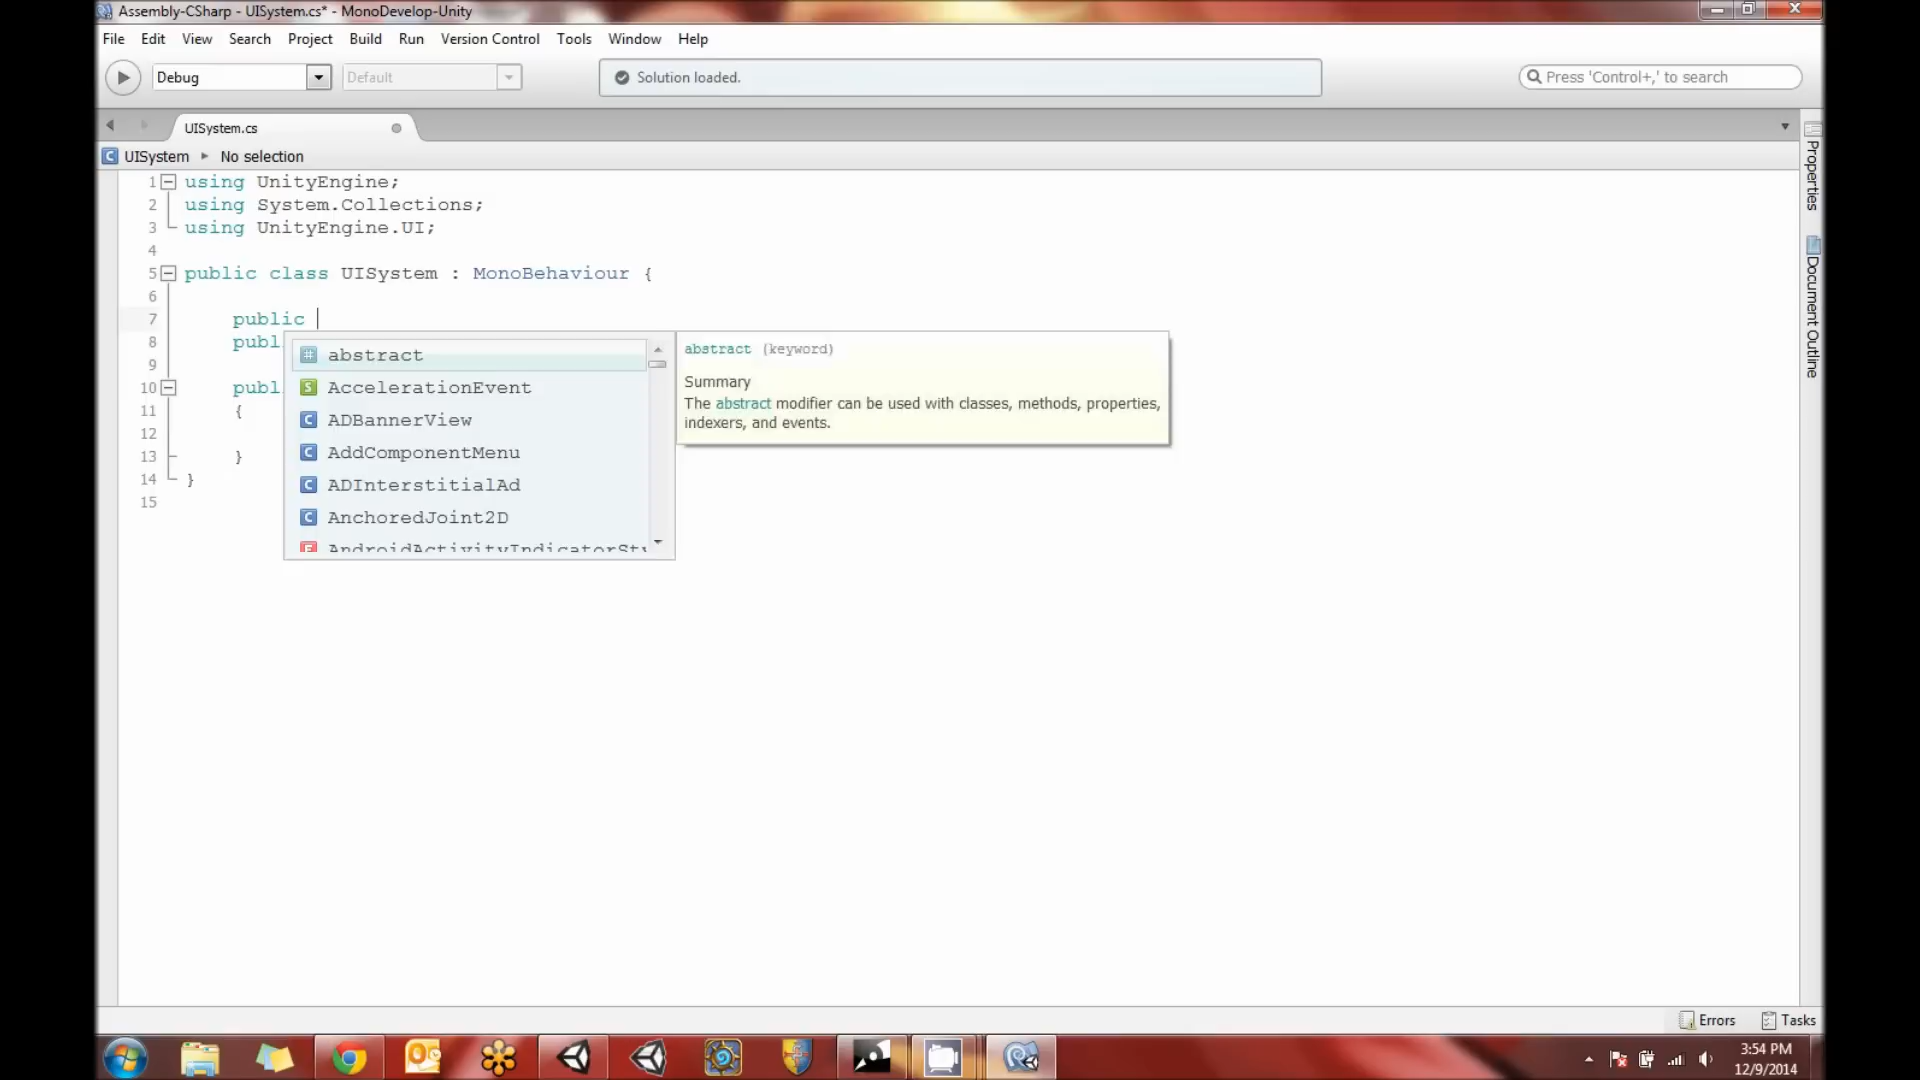 Assembly-CSharp - UISystem.cs* - MonoDevelop-Unity
File Edit View Search Project Build Run Version Control Tools Window Help
Debug Default Solution loaded. Press 'Control+,' to search
UISystem.cs
C UISystem No selection
1 using UnityEngine;
2 using System.Collections;
3 using UnityEngine.UI;
4
5 public class UISystem : MonoBehaviour {
6
7 public
8 publ
9
10 publ
11 {
12
13 }
14 }
15
# abstract
S AccelerationEvent
C ADBannerView
C AddComponentMenu
C ADInterstitialAd
C AnchoredJoint2D
E AndroidActivityIndicatorSty
abstract (keyword)
Summary
The abstract modifier can be used with classes, methods, properties,
indexers, and events.
Properties
Document Outline
Errors Tasks
3:54 PM
12/9/2014